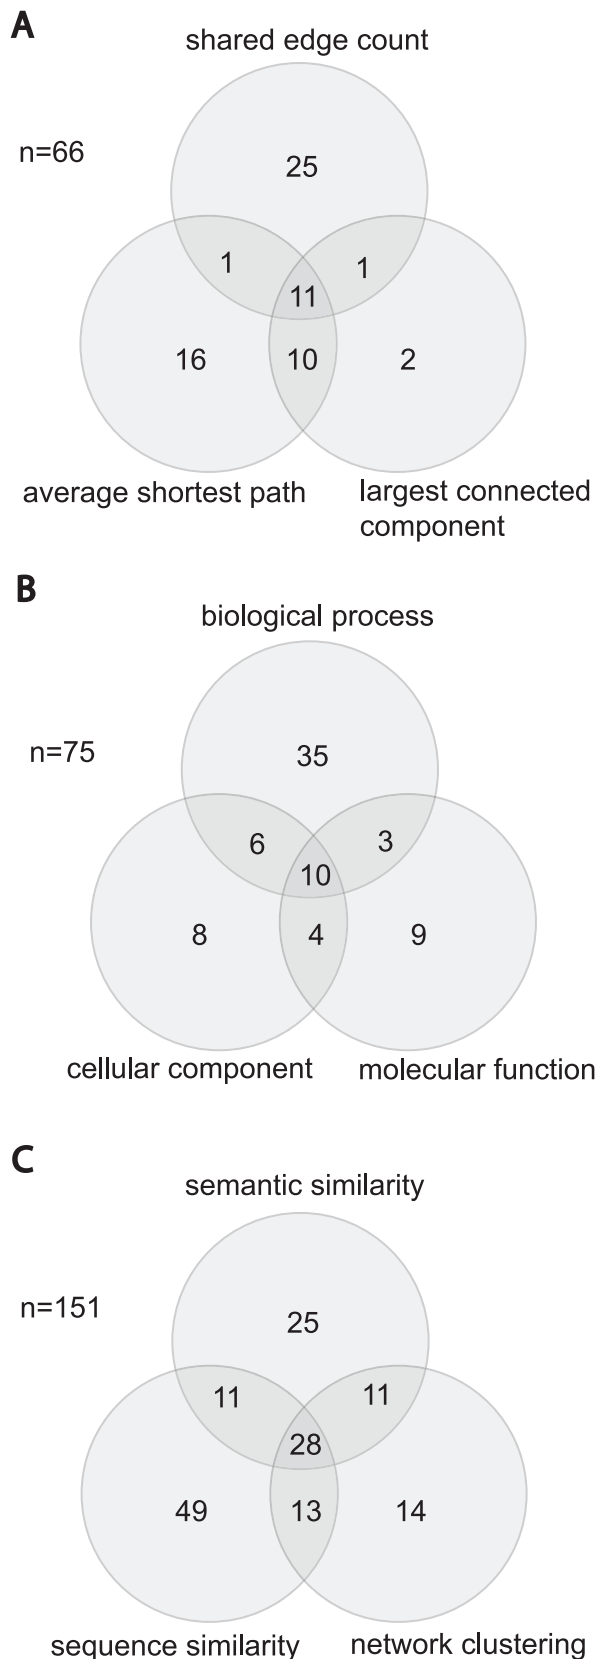 A
shared edge count
n=66
25
1
1
11
16
10
2
average shortest path
largest connected
component
B
biological process
n=75
35
6
3
10
8
4
9
cellular component
molecular function
C
semantic similarity
n=151
25
11
11
28
49
13
14
sequence similarity
network clustering